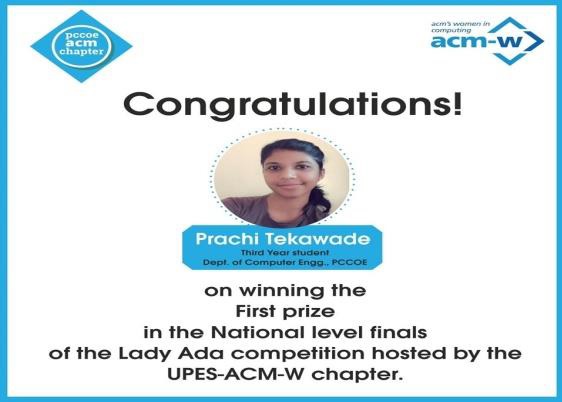 pccoe
acm
chapter
acm's women in
computing
acm-w
Congratulations!
Prachi Tekawade
Third Year student
Dept. of Computer Engg., PCCOE
on winning the
First prize
in the National level finals
of the Lady Ada competition hosted by the
UPES-ACM-W chapter.